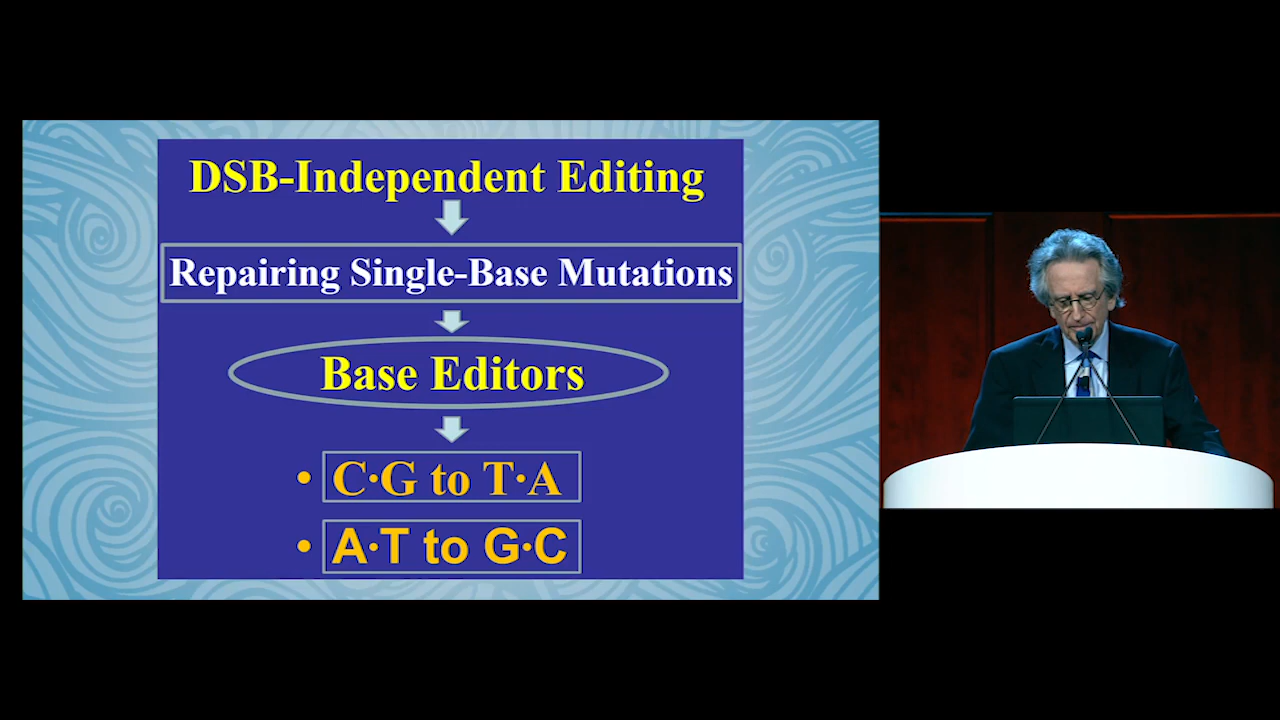 DSB-Independent Editing
Repairing Single-Base Mutations
Base Editors
• C·G to T·A
• A·T to G·C